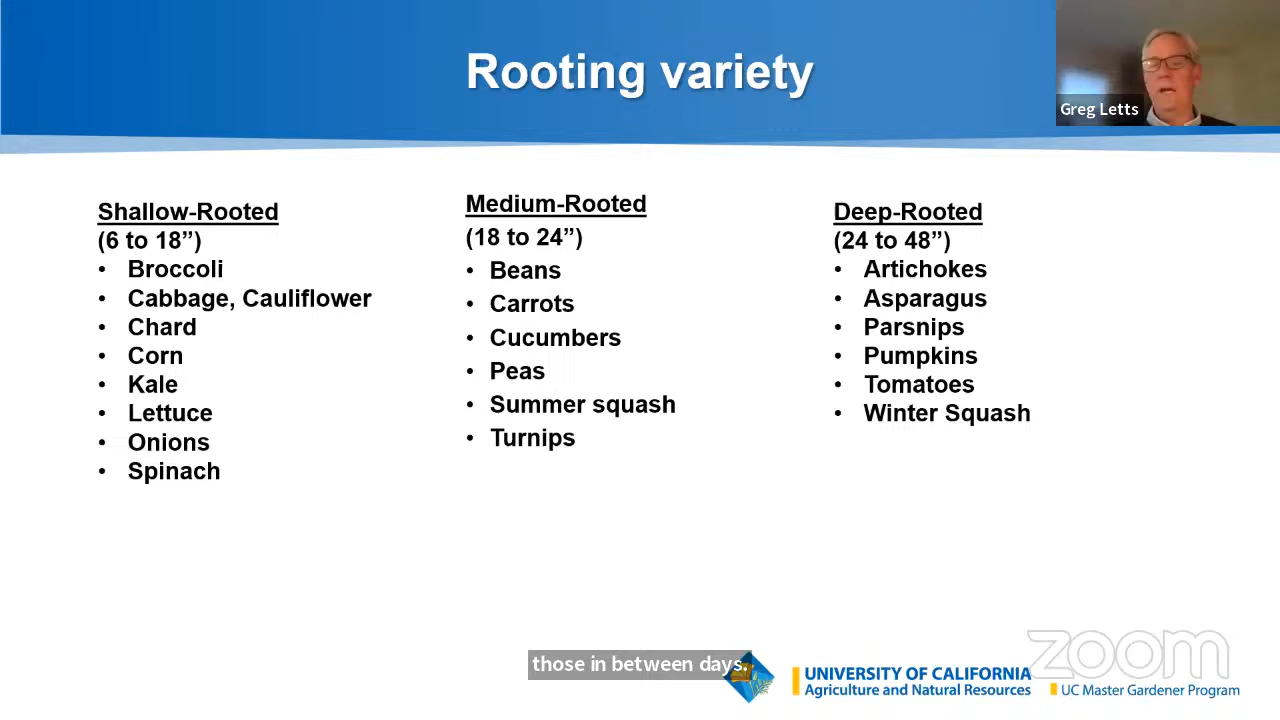 Rooting variety
Greg Letts
Shallow-Rooted
(6 to 18”)
• Broccoli
• Cabbage, Cauliflower
• Chard
• Corn
• Kale
• Lettuce
• Onions
• Spinach
Medium-Rooted
(18 to 24”)
• Beans
• Carrots
• Cucumbers
• Peas
• Summer squash
• Turnips
Deep-Rooted
(24 to 48”)
• Artichokes
• Asparagus
• Parsnips
• Pumpkins
• Tomatoes
• Winter Squash
those in between days.
UNIVERSITY OF CALIFORNIA
Agriculture and Natural Resources
UC Master Gardener Program
zoom